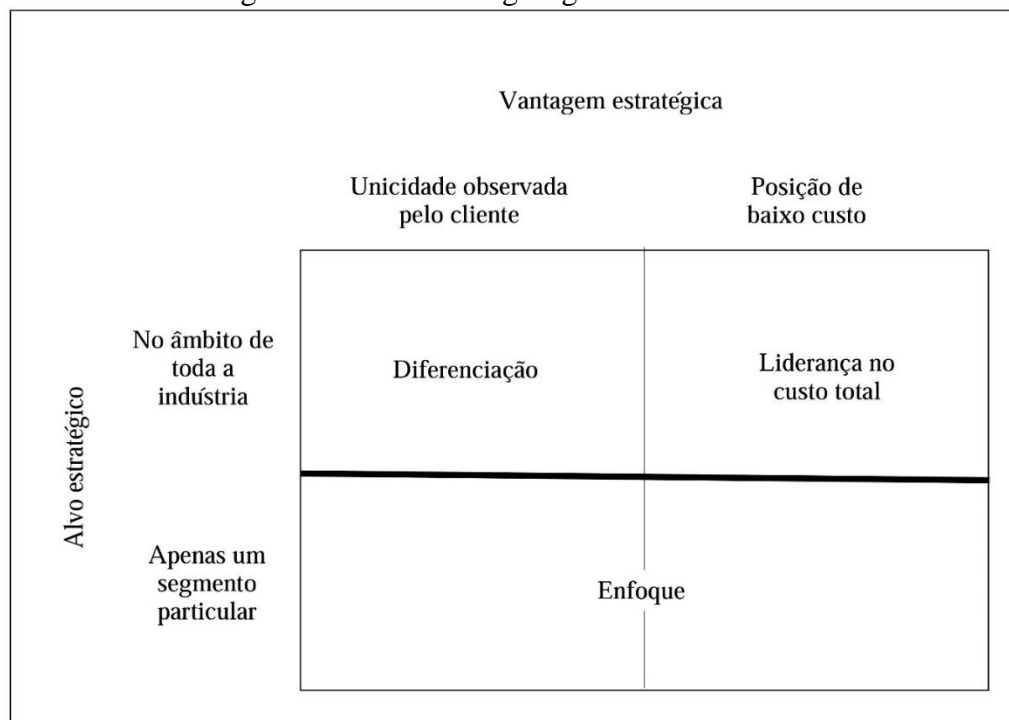 Vantagem estratégica
Unicidade observada
pelo cliente
Posição de
baixo custo
Alvo estratégico
No âmbito de
toda a
indústria
Diferenciação
Liderança no
custo total
Apenas um
segmento
particular
Enfoque